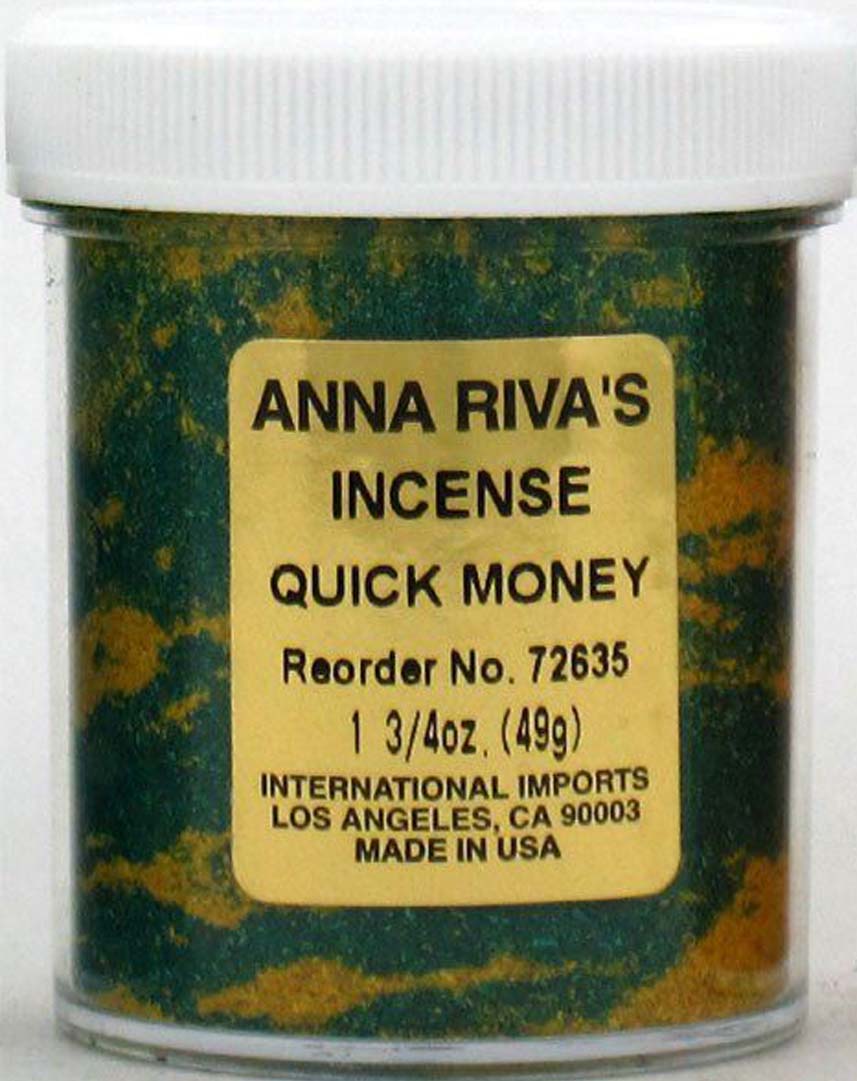 ANNA RIVA'S
INCENSE
QUICK MONEY
Reorder No. 72635
1 3/4oz. (49g)
INTERNATIONAL IMPORTS
LOS ANGELES, CA 90003
MADE IN USA